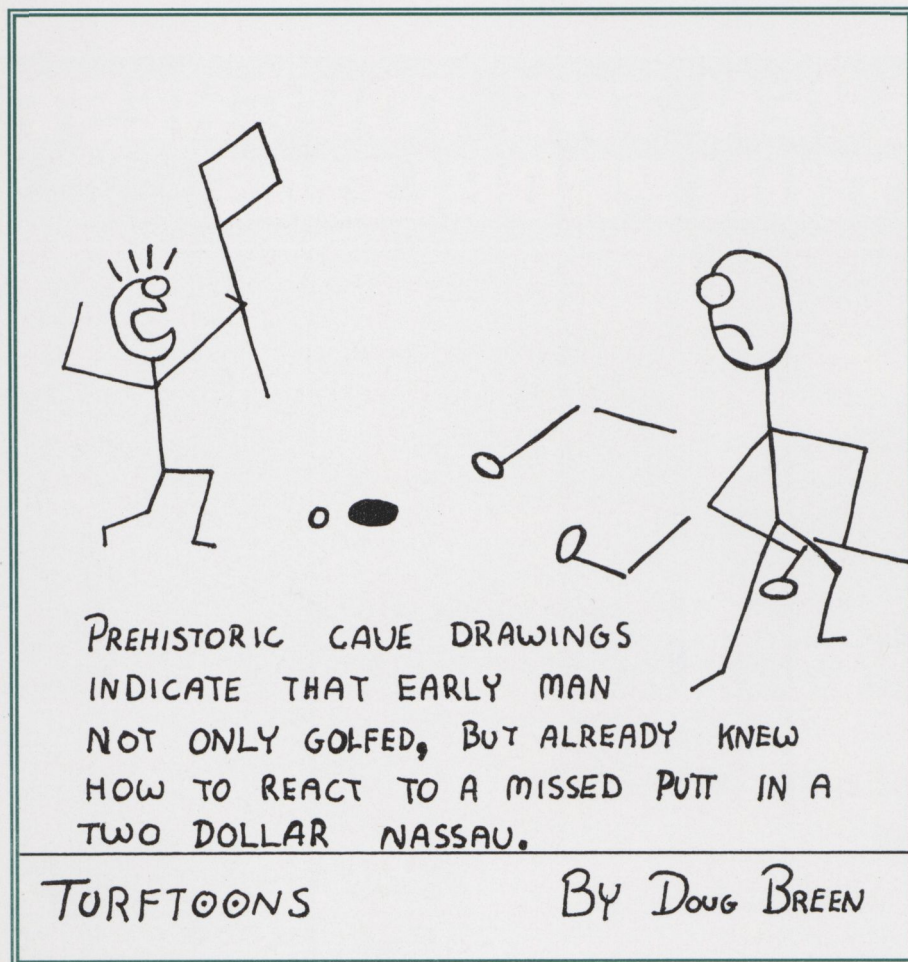 PREHISTORIC CAVE DRAWINGS
INDICATE THAT EARLY MAN
NOT ONLY GOLFED, BUT ALREADY KNEW
HOW TO REACT TO A MISSED PUTT IN A
TWO DOLLAR NASSAU.
TURFTOONS BY DOUG BREEN